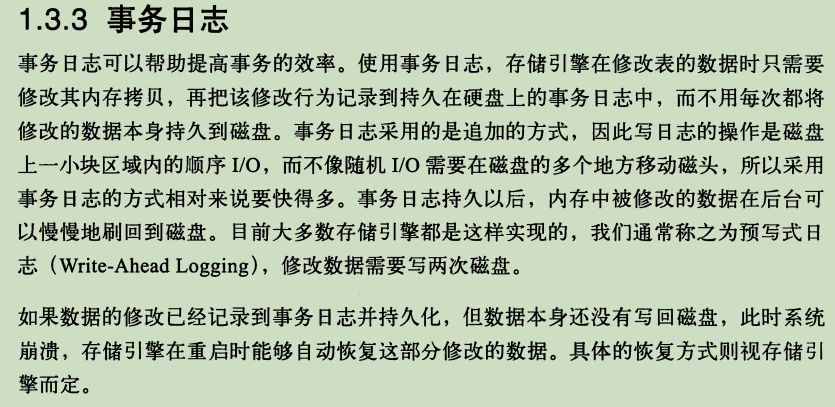 1.3.3 事务日志
事务日志可以帮助提高事务的效率。使用事务日志，存储引擎在修改表的数据时只需要
修改其内存拷贝，再把该修改行为记录到持久在硬盘上的事务日志中，而不用每次都将
修改的数据本身持久到磁盘。事务日志采用的是追加的方式，因此写日志的操作是磁盘
上一小块区域内的顺序 I/O，而不像随机 I/O 需要在磁盘的多个地方移动磁头，所以采用
事务日志的方式相对来说要快得多。事务日志持久以后，内存中被修改的数据在后台可
以慢慢地刷回到磁盘。目前大多数存储引擎都是这样实现的，我们通常称之为预写式日
志（Write-Ahead Logging），修改数据需要写两次磁盘。
如果数据的修改已经记录到事务日志并持久化，但数据本身还没有写回磁盘，此时系统
崩溃，存储引擎在重启时能够自动恢复这部分修改的数据。具体的恢复方式则视存储引
擎而定。